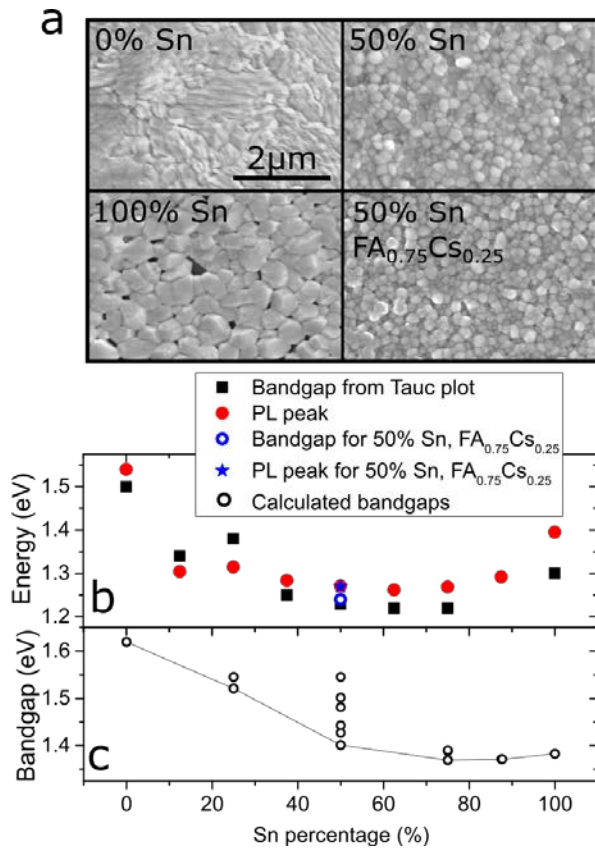 a
0% Sn
50% Sn
2µm
100% Sn
50% Sn
FA₀.₇₅Cs₀.₂₅
Bandgap from Tauc plot
PL peak
Bandgap for 50% Sn, FA₀.₇₅Cs₀.₂₅
PL peak for 50% Sn, FA₀.₇₅Cs₀.₂₅
Calculated bandgaps
Energy (eV)
1.5
1.4
1.3
1.2
b
Bandgap (eV)
1.6
1.5
1.4
c
0 20 40 60 80 100
Sn percentage (%)